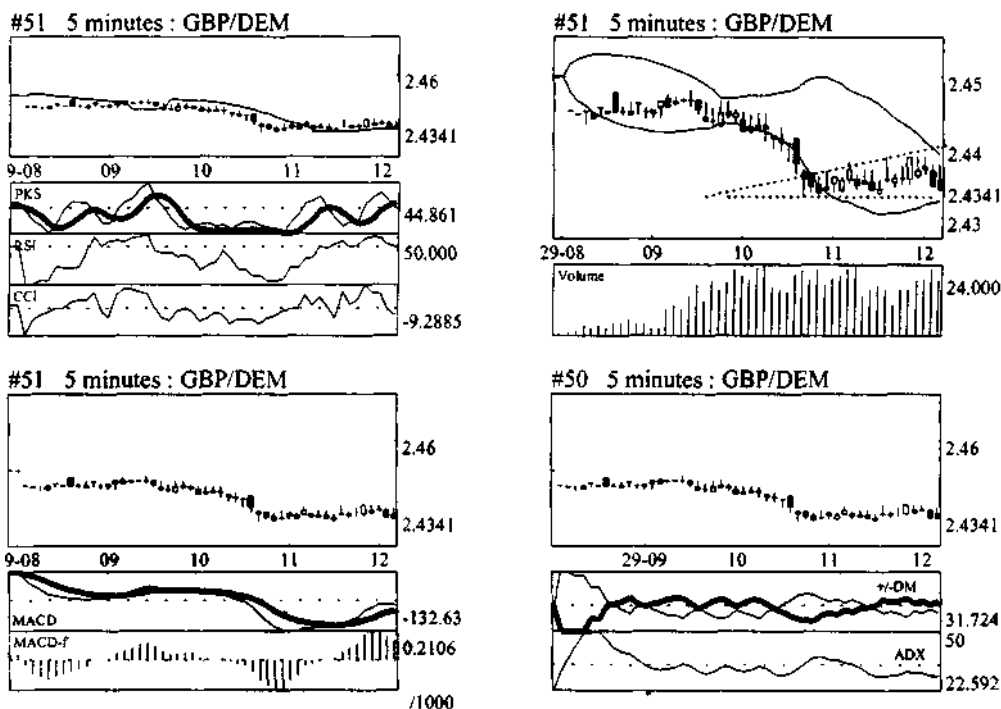 #51 5 minutes : GBP/DEM
2.46
2.4341
9-08 09 10 11 12
PKS
44.861
RSI
50.000
CCI
-9.2885
#51 5 minutes : GBP/DEM
2.45
2.44
2.4341
2.43
29-08 09 10 11 12
Volume
24.000
#51 5 minutes : GBP/DEM
2.46
2.4341
9-08 09 10 11 12
MACD
-132.63
MACD-f
0.2106
/1000
#50 5 minutes : GBP/DEM
2.46
2.4341
29-09 10 11 12
+/-DM
31.724
50
ADX
22.592